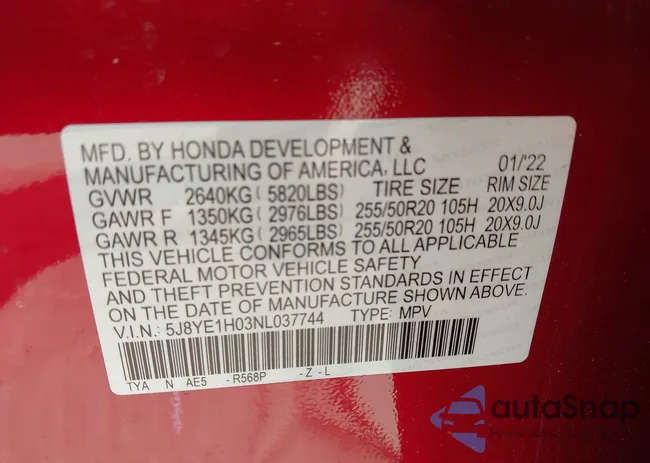 MFD. BY HONDA DEVELOPMENT &
MANUFACTURING OF AMERICA, LLC 01/'22
GVWR 2640KG ( 5820LBS) TIRE SIZE RIM SIZE
GAWR F 1350KG ( 2976LBS) 255/50R20 105H 20X9.0J
GAWR R 1345KG ( 2965LBS) 255/50R20 105H 20X9.0J
THIS VEHICLE CONFORMS TO ALL APPLICABLE
FEDERAL MOTOR VEHICLE SAFETY
AND THEFT PREVENTION STANDARDS IN EFFECT
ON THE DATE OF MANUFACTURE SHOWN ABOVE.
V.I.N.: 5J8YE1H03NL037744 TYPE: MPV
TYA N AE5 - R568P - Z - L
autoSnap